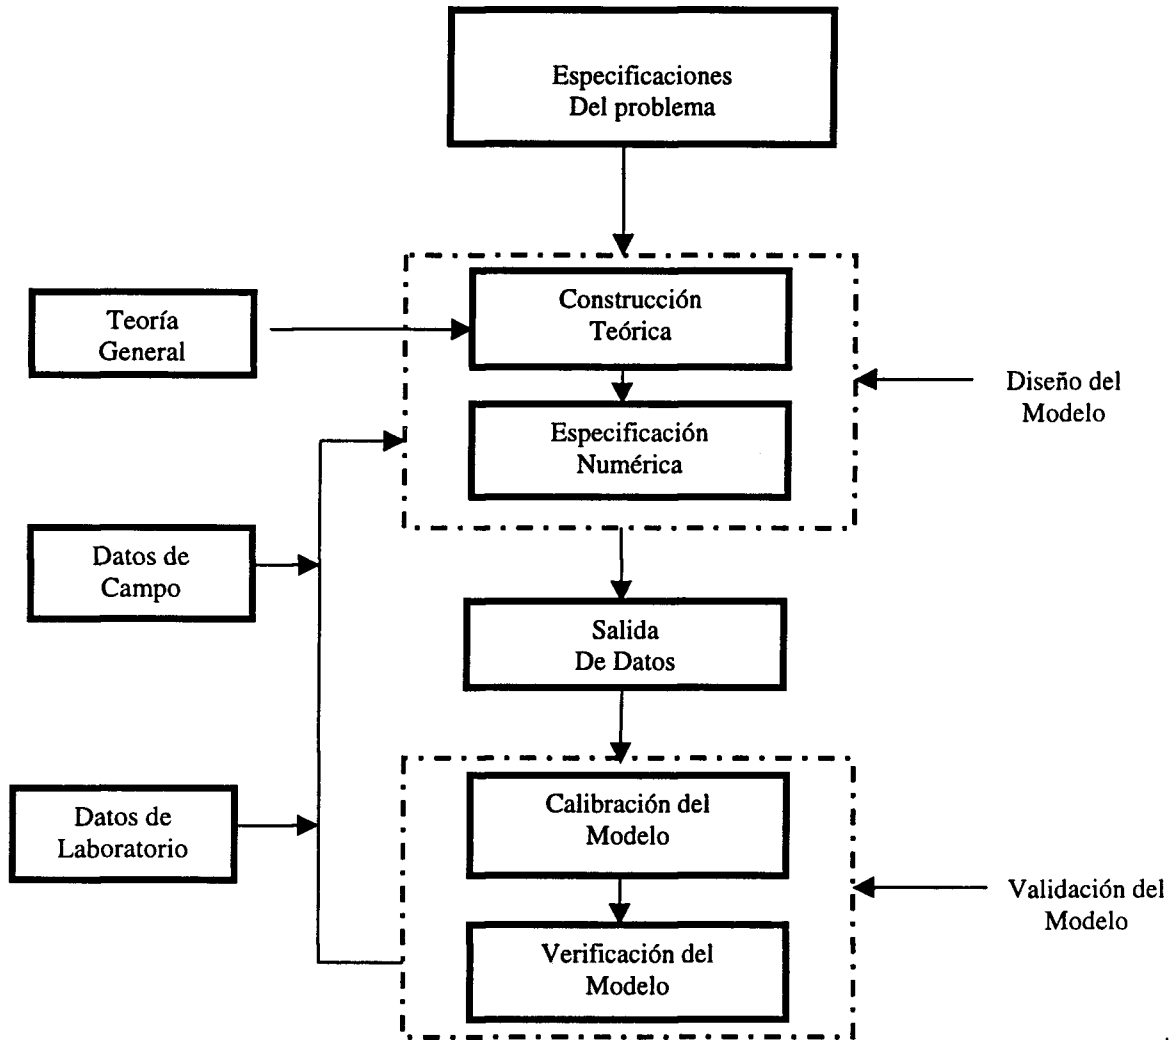 Especificaciones
Del problema
Construcción
Teórica
Teoría
General
Diseño del
Modelo
Especificación
Numérica
Datos de
Campo
Salida
De Datos
Calibración del
Modelo
Datos de
Laboratorio
Validación del
Modelo
Verificación del
Modelo